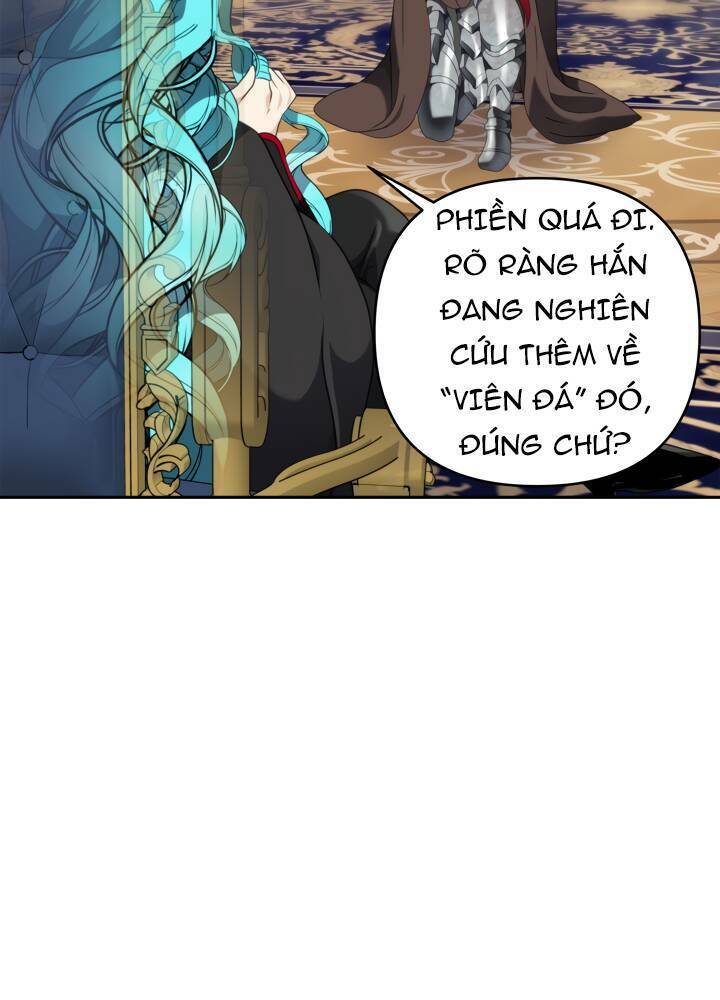 PHIỀN QUÁ ĐI.
RÕ RÀNG HẮN
ĐANG NGHIÊN
CỨU THÊM VỀ
“VIÊN ĐÁ” ĐÓ,
ĐÚNG CHỨ?